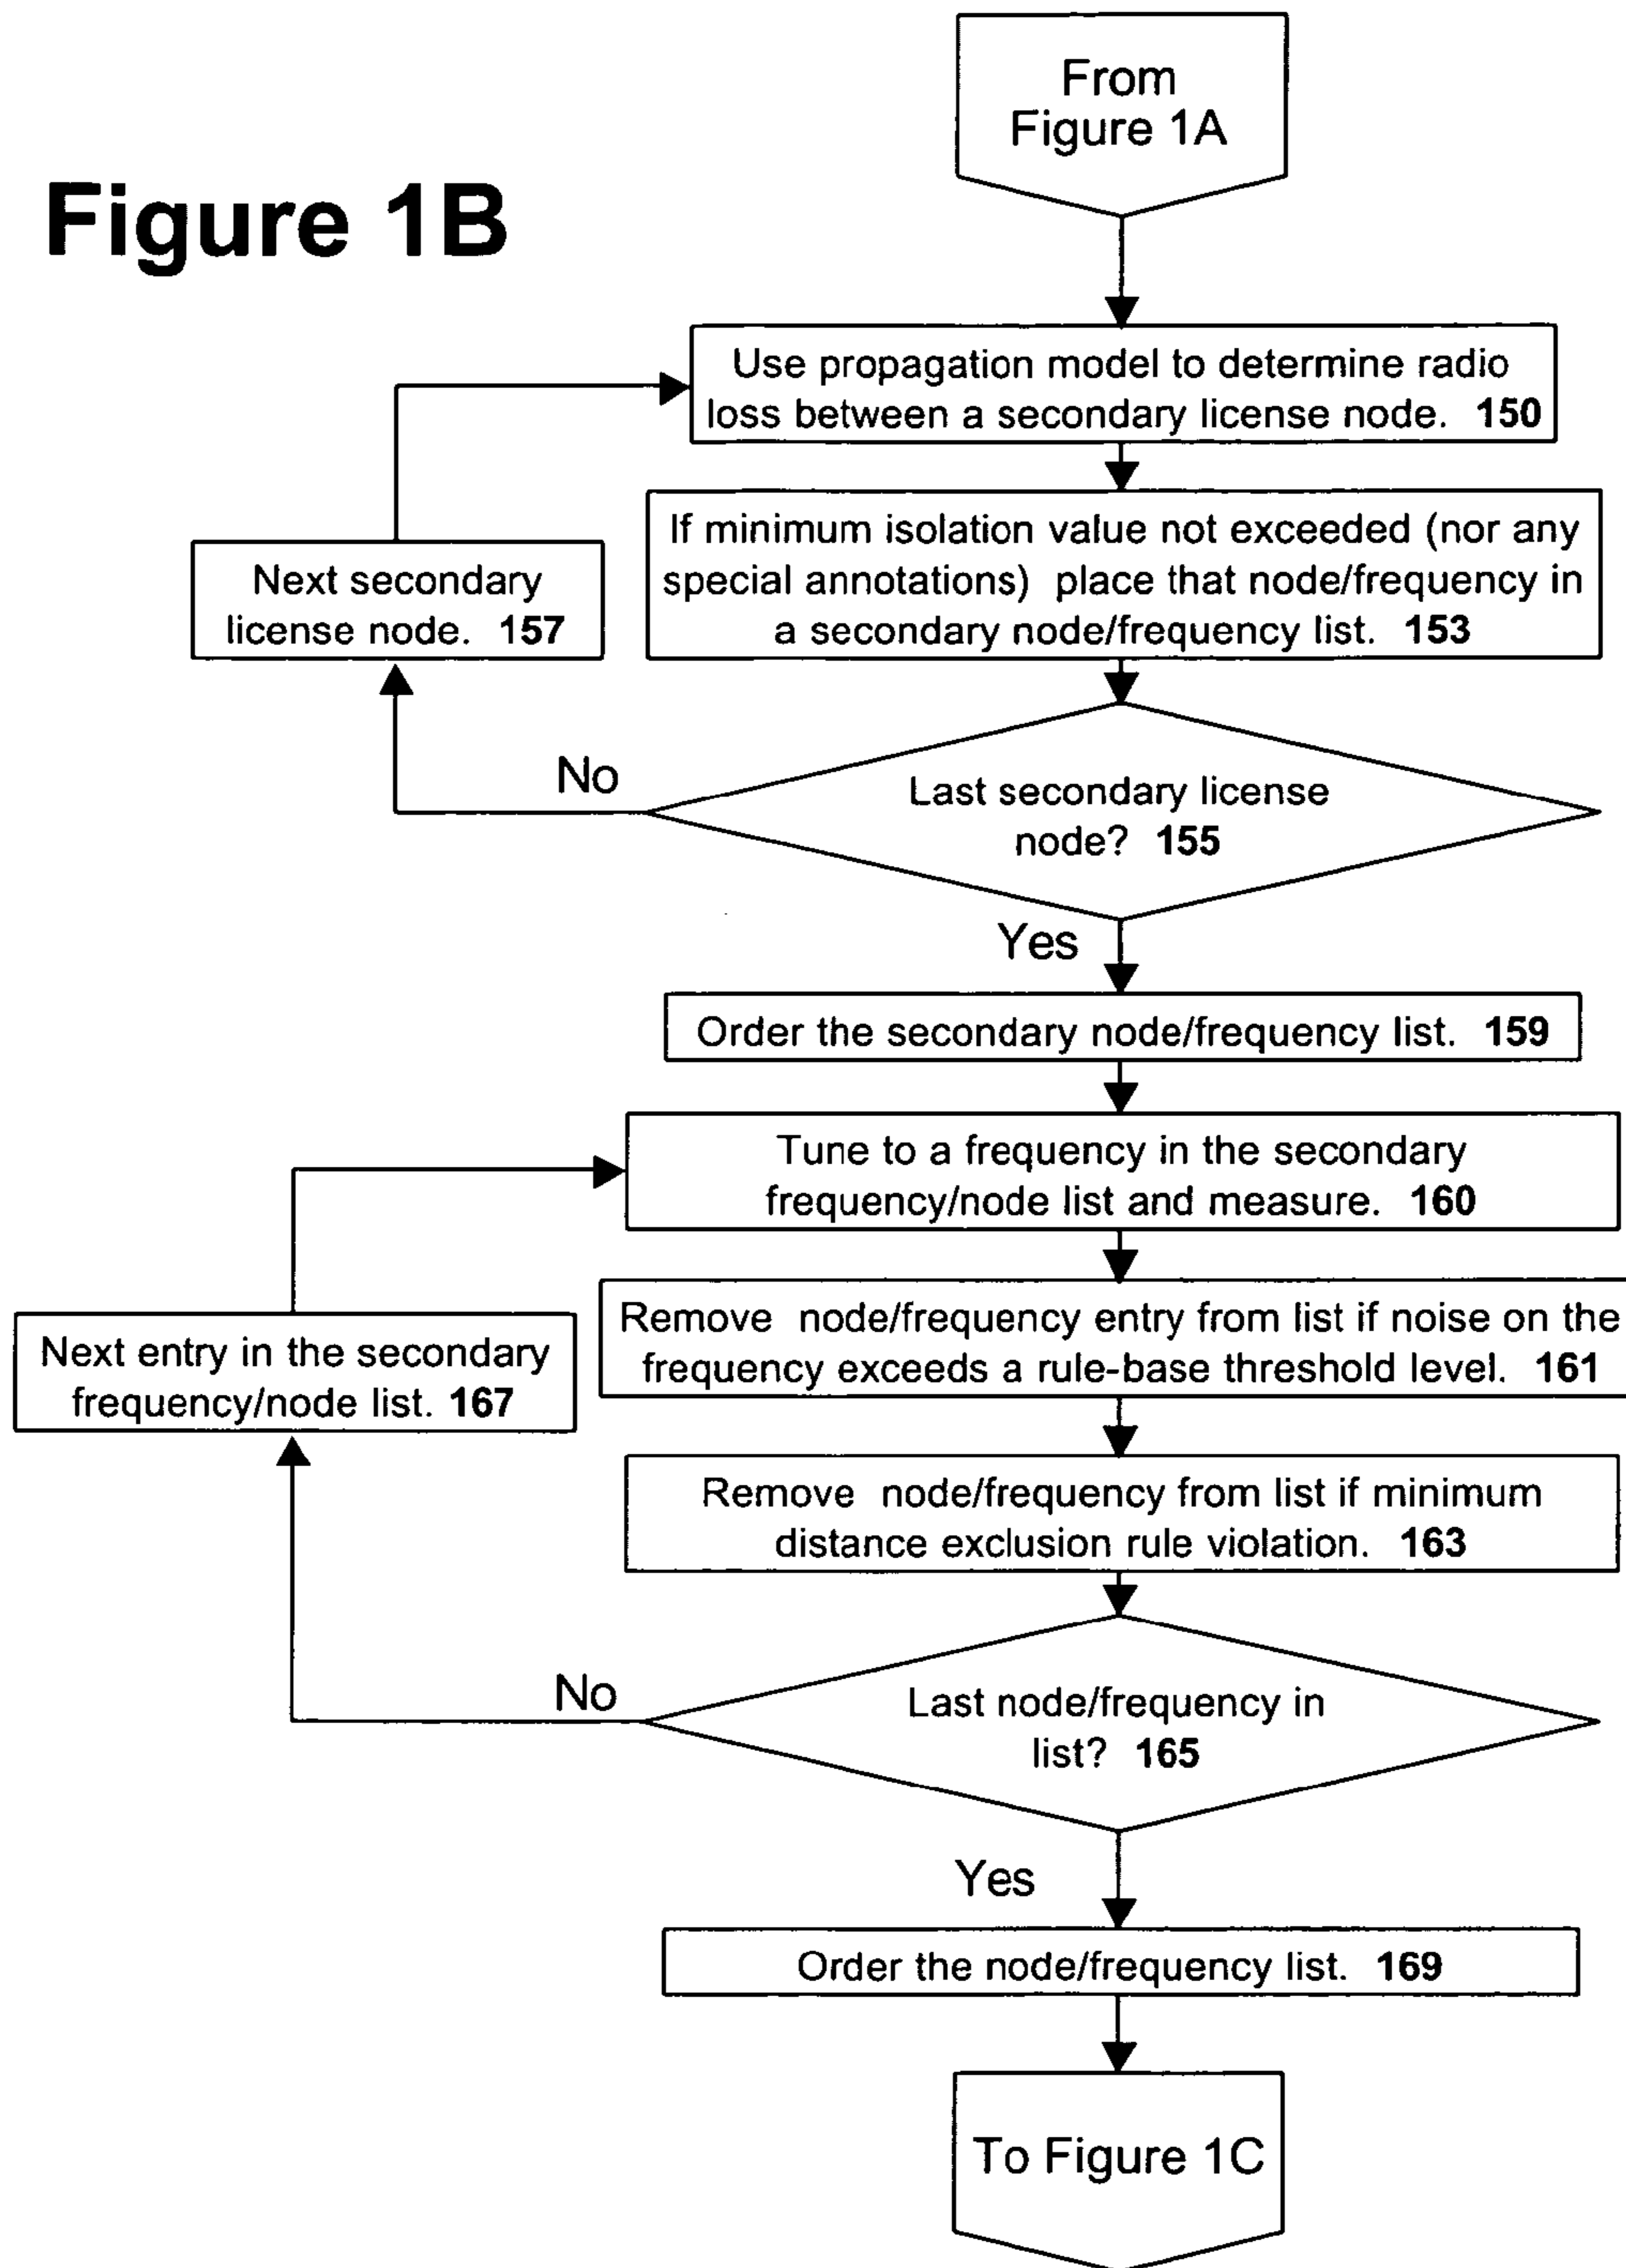 From
Figure 1A
Figure 1B
Use propagation model to determine radio
loss between a secondary license node. 150
If minimum isolation value not exceeded (nor any
special annotations) place that node/frequency in
a secondary node/frequency list. 153
Next secondary
license node. 157
No
Last secondary license
node? 155
Yes
Order the secondary node/frequency list. 159
Tune to a frequency in the secondary
frequency/node list and measure. 160
Remove node/frequency entry from list if noise on the
frequency exceeds a rule-base threshold level. 161
Next entry in the secondary
frequency/node list. 167
Remove node/frequency from list if minimum
distance exclusion rule violation. 163
No
Last node/frequency in
list? 165
Yes
Order the node/frequency list. 169
To Figure 1C